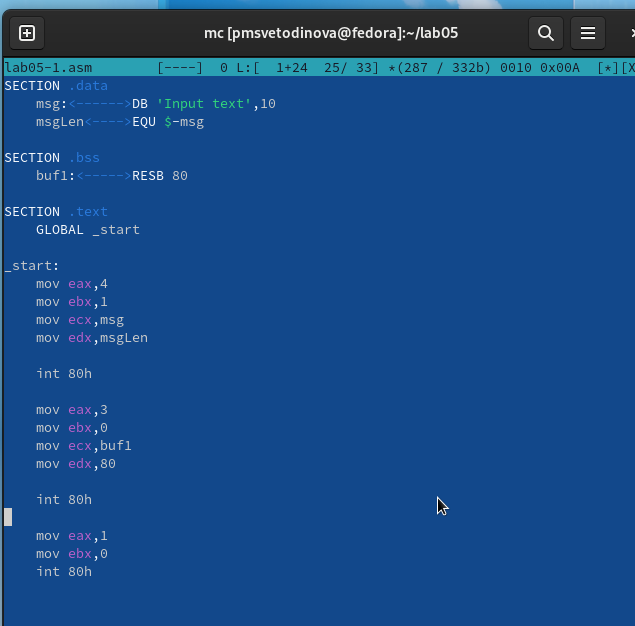 mc [pmsvetodinova@fedora]:~/lab05
lab05-1.asm        [----]  0 L:[  1+24  25/ 33] *(287 / 332b) 0010 0x00A  [*][X
SECTION .data
    msg:<------>DB 'Input text',10
    msgLen<---->EQU $-msg

SECTION .bss
    buf1:<----->RESB 80

SECTION .text
    GLOBAL _start

_start:
    mov eax,4
    mov ebx,1
    mov ecx,msg
    mov edx,msgLen

    int 80h

    mov eax,3
    mov ebx,0
    mov ecx,buf1
    mov edx,80

    int 80h

    mov eax,1
    mov ebx,0
    int 80h